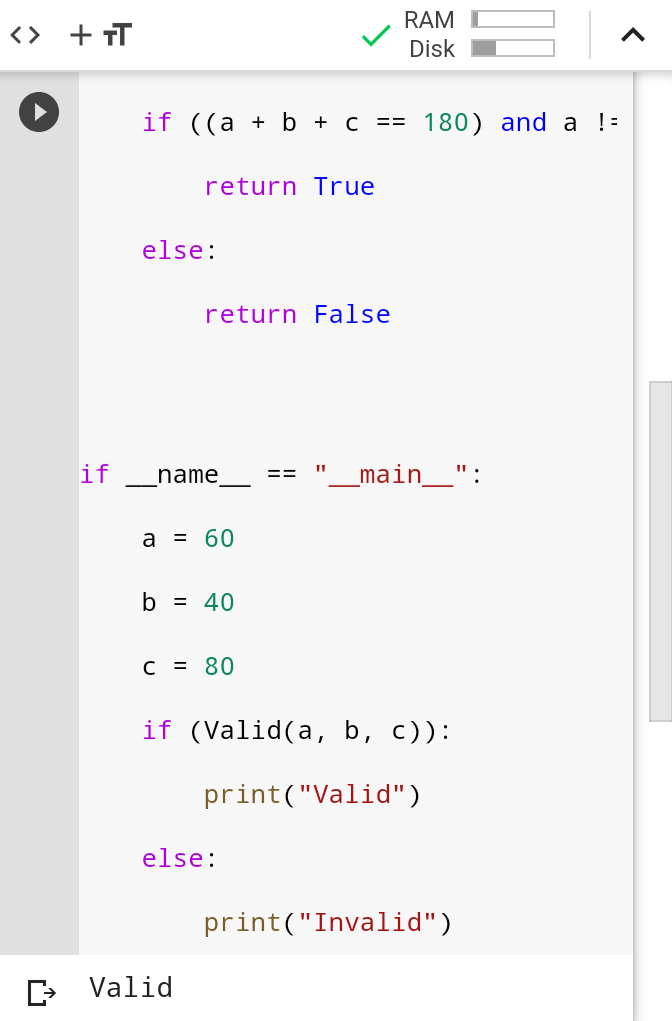 RAM
Disk
if ((a + b + c == 180) and a !=
return True
else:
return False
if __name__ == "__main__":
a = 60
b = 40
c = 80
if (Valid(a, b, c)):
print("Valid")
else:
print("Invalid")
Valid